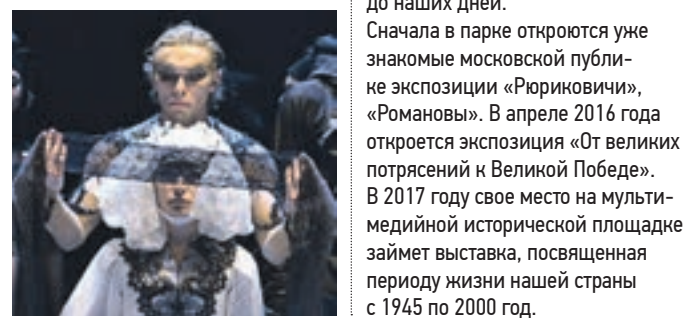 до наших дней.
Сначала в парке откроются уже
знакомые московской публи-
ке экспозиции «Рюриковичи»,
«Романовы». В апреле 2016 года
откроется экспозиция «От великих
потрясений к Великой Победе».
В 2017 году свое место на мульти-
медийной исторической площадке
займет выставка, посвященная
периоду жизни нашей страны
с 1945 по 2000 год.